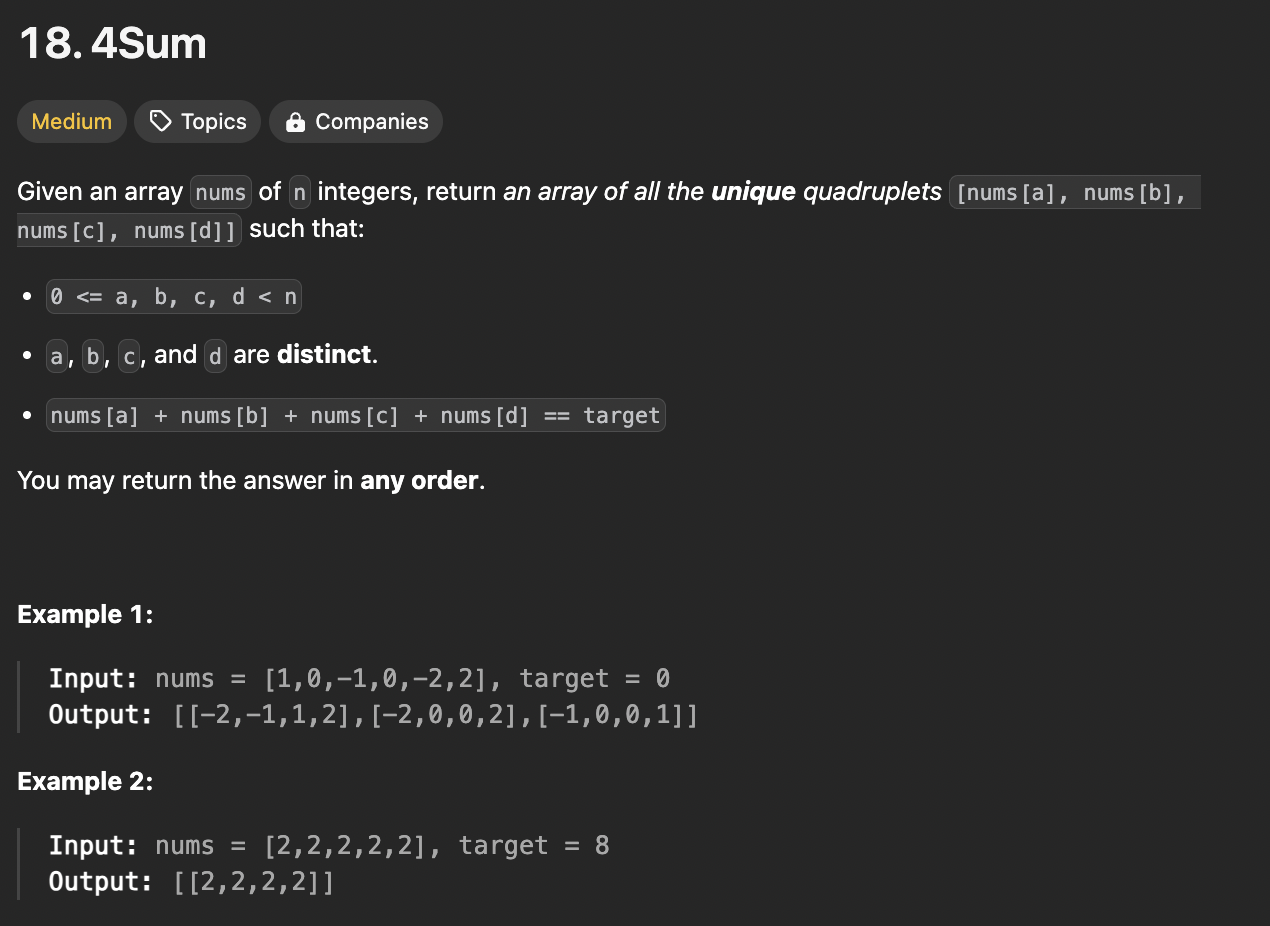 18. 4Sum
Medium Topics Companies
Given an array nums of n integers, return an array of all the unique quadruplets [nums[a], nums[b],
nums[c], nums[d]] such that:
• 0 <= a, b, c, d < n
• a, b, c, and d are distinct.
• nums[a] + nums[b] + nums[c] + nums[d] == target
You may return the answer in any order.
Example 1:
Input: nums = [1,0,-1,0,-2,2], target = 0
Output: [[-2,-1,1,2],[-2,0,0,2],[-1,0,0,1]]
Example 2:
Input: nums = [2,2,2,2,2], target = 8
Output: [[2,2,2,2]]